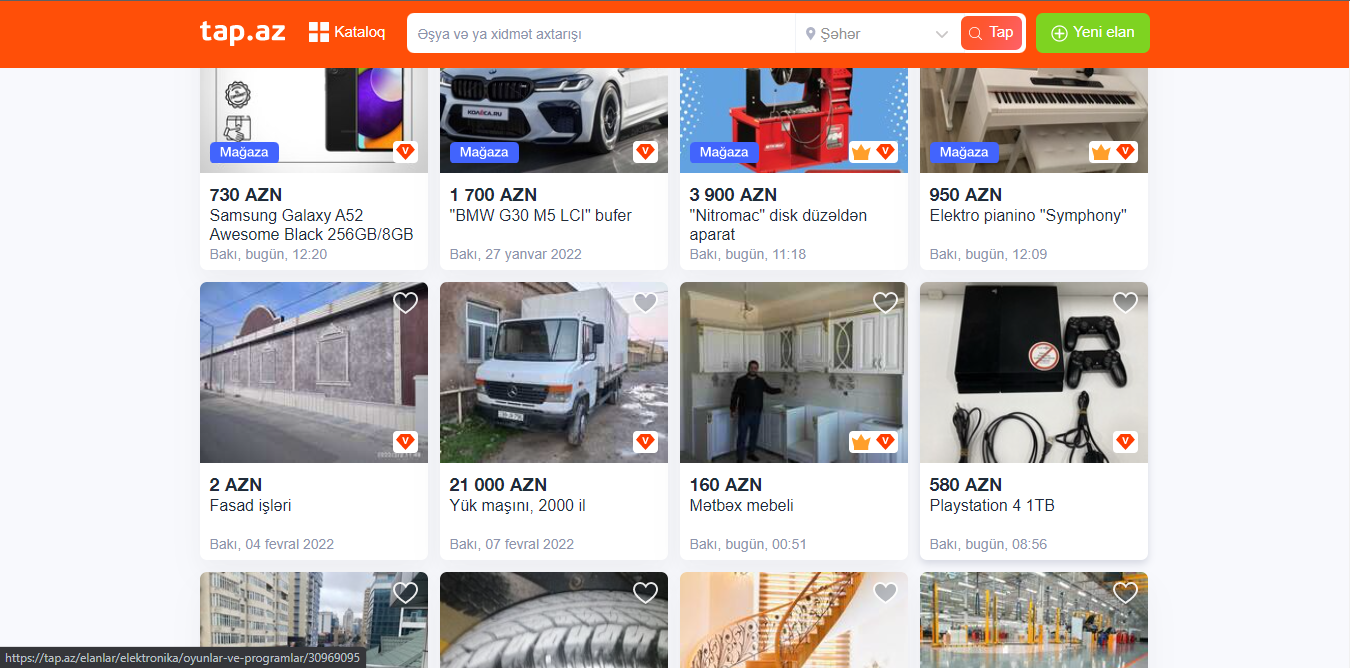 tap.az
Kataloq
Əşya və ya xidmət axtarışı
Şəhər
Tap
Yeni elan
КОЛЕСА.RU
Mağaza
V
Mağaza
V
Mağaza
V
Mağaza
V
730 AZN
Samsung Galaxy A52
Awesome Black 256GB/8GB
Bakı, bugün, 12:20
1 700 AZN
"BMW G30 M5 LCI" bufer
Bakı, 27 yanvar 2022
3 900 AZN
"Nitromac" disk düzəldən
aparat
Bakı, bugün, 11:18
950 AZN
Elektro pianino "Symphony"
Bakı, bugün, 12:09
V
V
V
V
2 AZN
Fasad işləri
Bakı, 04 fevral 2022
21 000 AZN
Yük maşını, 2000 il
Bakı, 07 fevral 2022
160 AZN
Mətbəx mebeli
Bakı, bugün, 00:51
580 AZN
Playstation 4 1TB
Bakı, bugün, 08:56
https://tap.az/elanlar/elektronika/oyunlar-ve-programlar/30969095